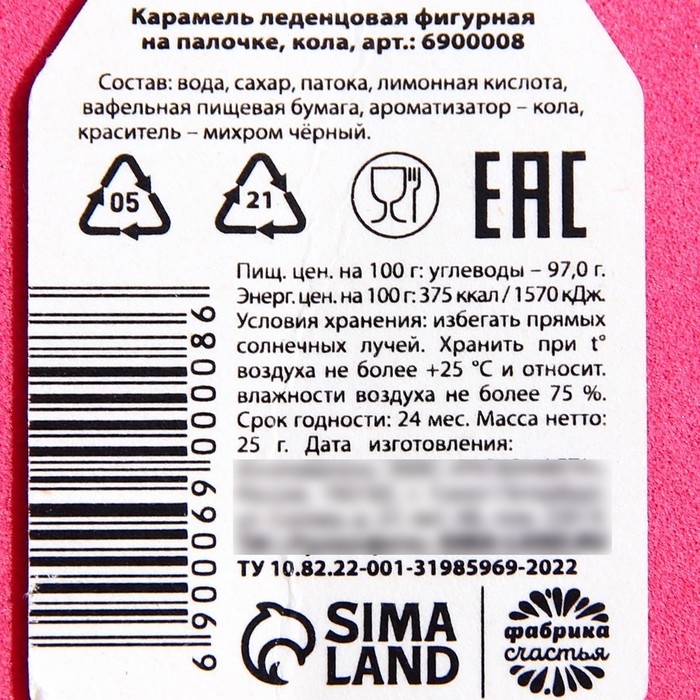 Карамель леденцовая фигурная
на палочке, кола, арт.: 6900008
Состав: вода, сахар, патока, лимонная кислота,
вафельная пищевая бумага, ароматизатор – кола,
краситель – михром чёрный.
05
21
EAC
Пищ. цен. на 100 г: углеводы – 97,0 г.
Энерг. цен. на 100 г: 375 ккал / 1570 кДж.
Условия хранения: избегать прямых
солнечных лучей. Хранить при t°
воздуха не более +25 °C и относит.
влажности воздуха не более 75 %.
Срок годности: 24 мес. Масса нетто:
25 г. Дата изготовления:
ТУ 10.82.22-001-31985969-2022
6900069000086
SIMA
LAND
фабрика
счастья